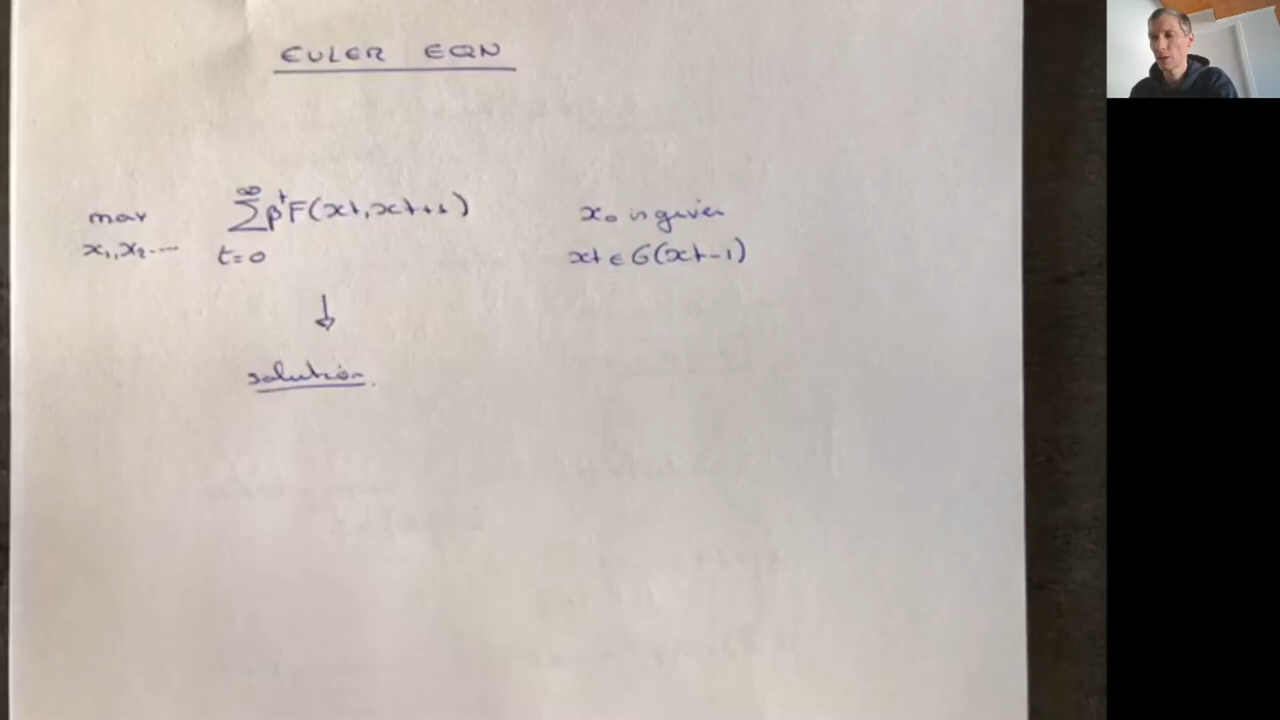 EULER EQN
max ∑_{t=0}^{∞} β^t F(xt, xt+1) x₀ is given
x₁, x₂ .... xt ∈ G(xt-1)
↓
solution.